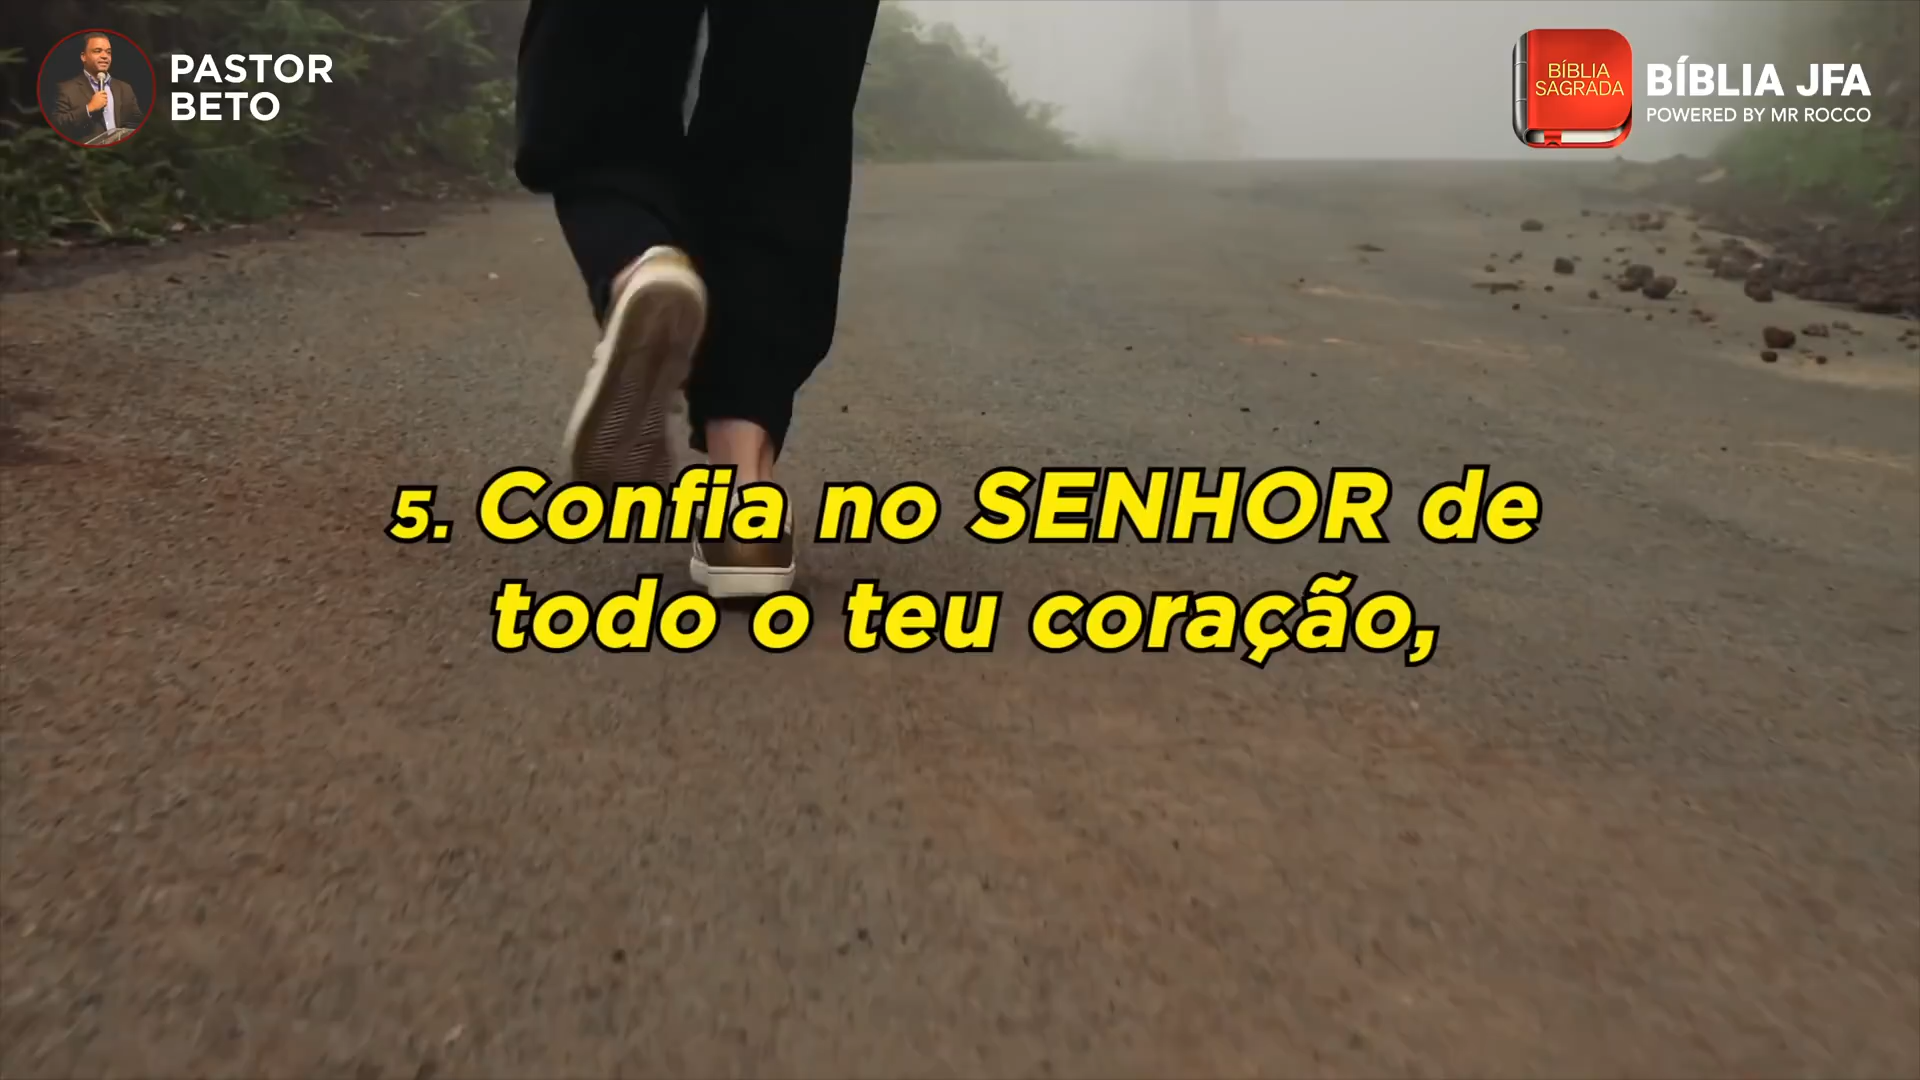 PASTOR
BETO
BÍBLIA
SAGRADA
BÍBLIA JFA
POWERED BY MR ROCCO
5. Confia no SENHOR de
todo o teu coração,